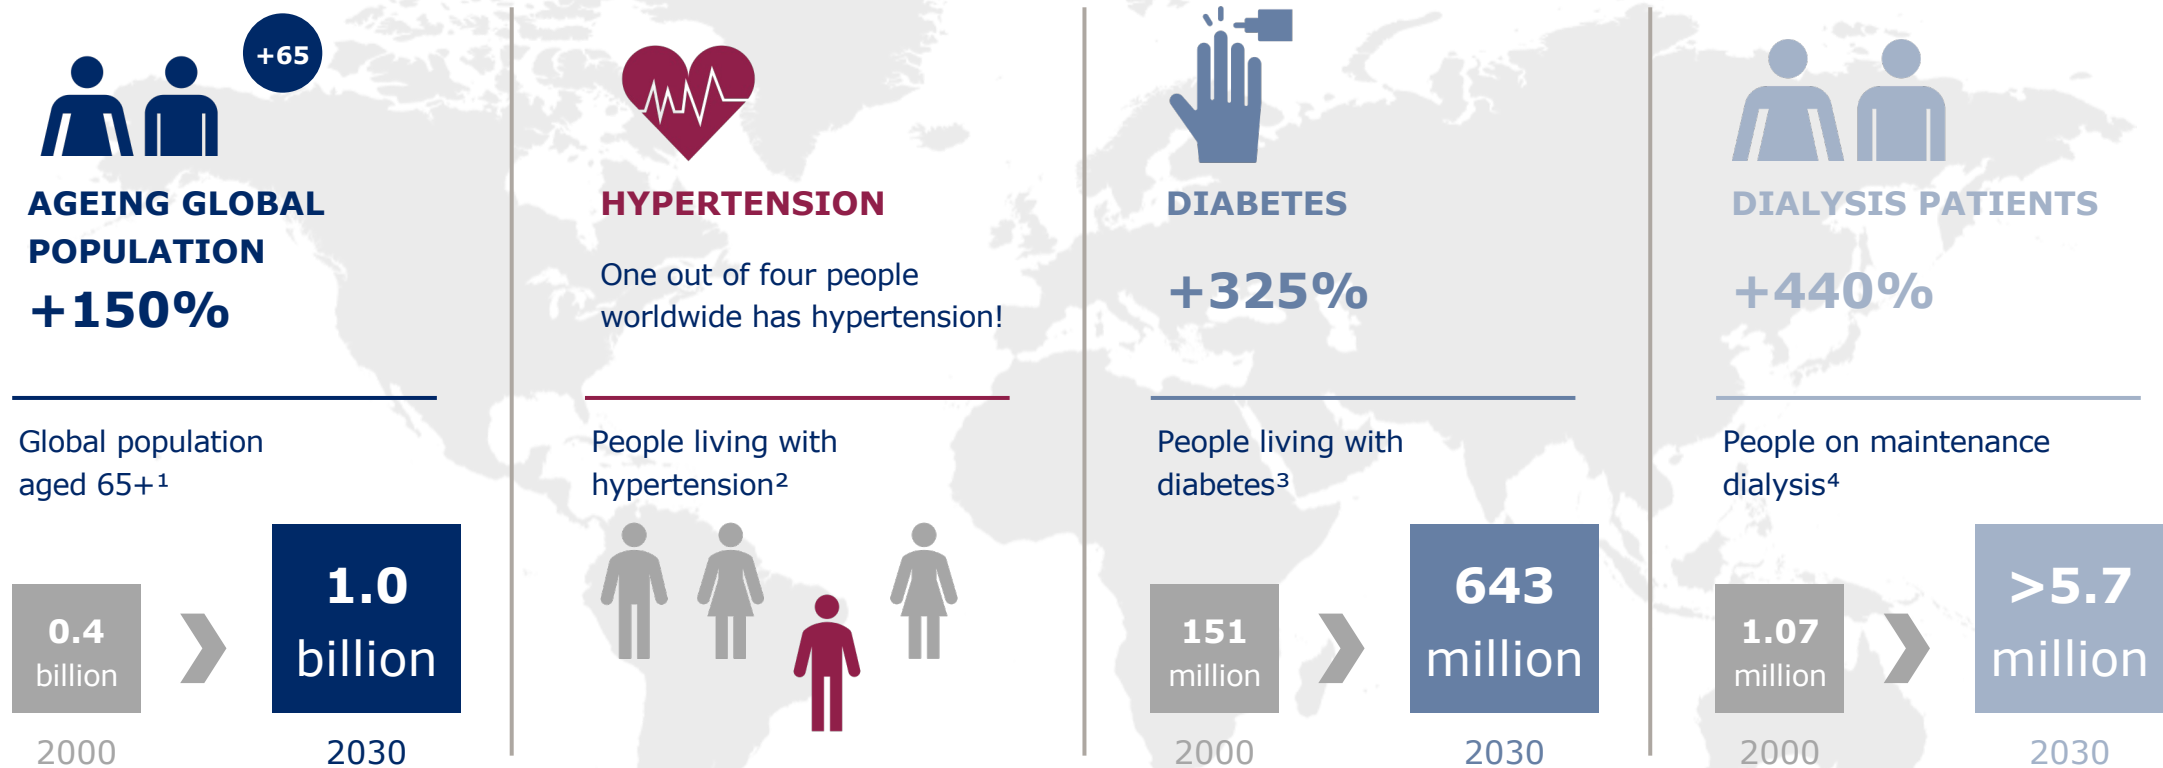 +65
AGEING GLOBAL
POPULATION
+150%
Global population
aged 65+¹
0.4
billion
2000
1.0
billion
2030
HYPERTENSION
One out of four people
worldwide has hypertension!
People living with
hypertension²
DIABETES
+325%
People living with
diabetes³
151
million
2000
643
million
2030
DIALYSIS PATIENTS
+440%
People on maintenance
dialysis⁴
1.07
million
2000
>5.7
million
2030